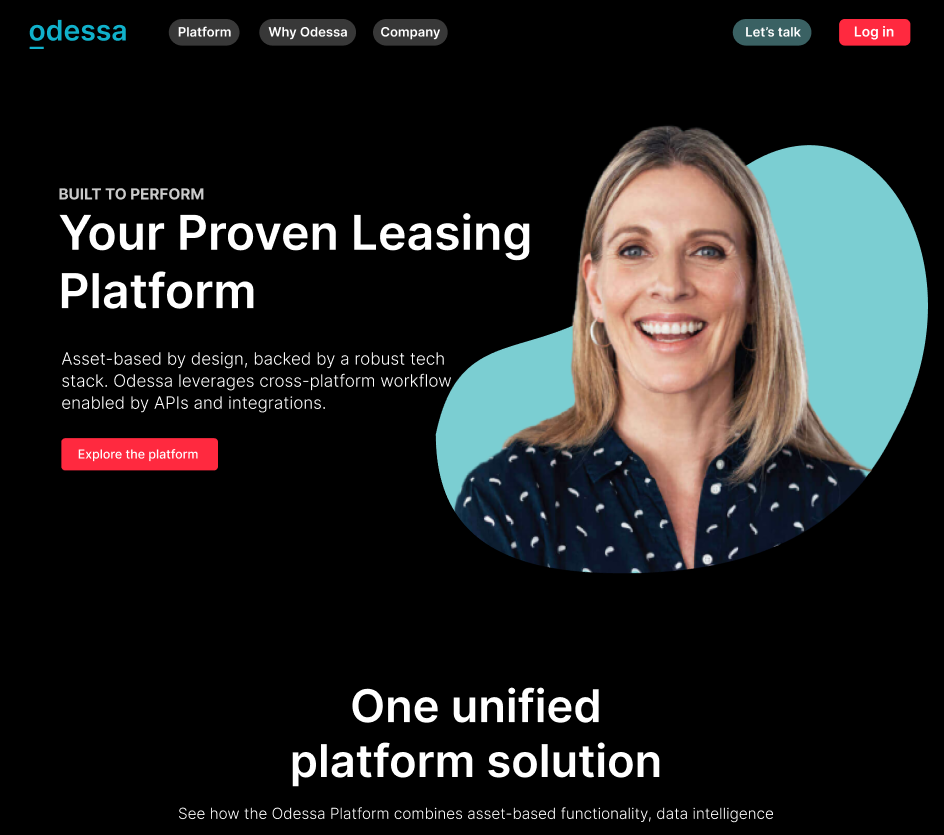 odessa
Platform
Why Odessa
Company
Let’s talk
Log in
BUILT TO PERFORM
Your Proven Leasing
Platform
Asset-based by design, backed by a robust tech
stack. Odessa leverages cross-platform workflow
enabled by APIs and integrations.
Explore the platform
One unified
platform solution
See how the Odessa Platform combines asset-based functionality, data intelligence